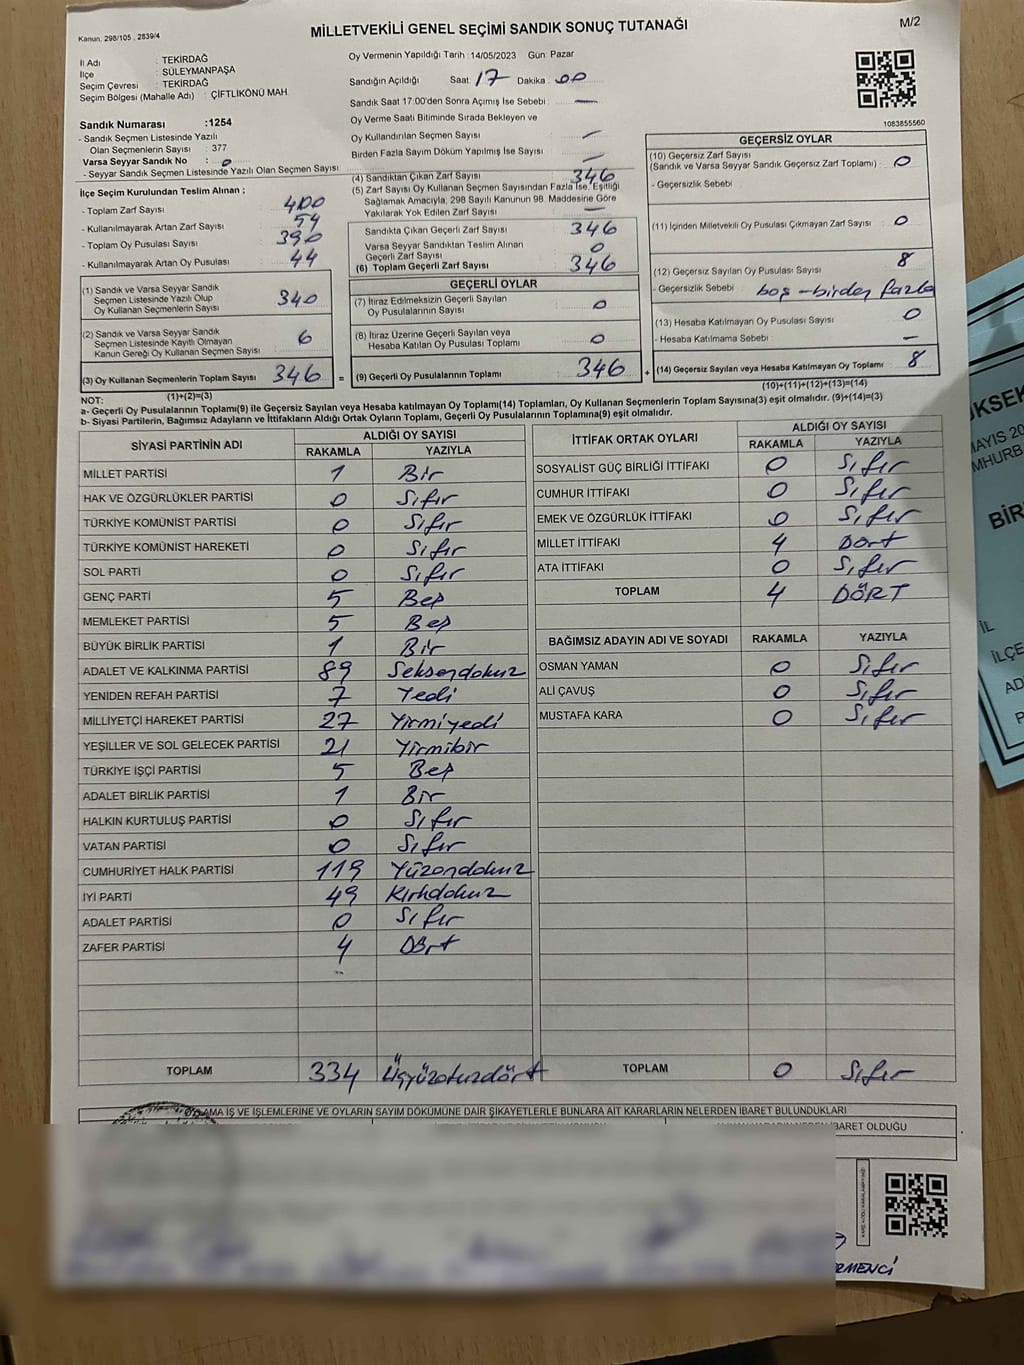 Kanun, 298/105 , 2839/4
MİLLETVEKİLİ GENEL SEÇİMİ SANDIK SONUÇ TUTANAĞI
M/2
İl Adı : TEKİRDAĞ
İlçe : SÜLEYMANPAŞA
Seçim Çevresi : TEKİRDAĞ
Seçim Bölgesi (Mahalle Adı) : ÇİFTLİKÖNÜ MAH.
Sandık Numarası :1254
- Sandık Seçmen Listesinde Yazılı
Olan Seçmenlerin Sayısı : 377
Varsa Seyyar Sandık No : 0
- Seyyar Sandık Seçmen Listesinde Yazılı Olan Seçmen Sayısı
Oy Vermenin Yapıldığı Tarih : 14/05/2023 Gün: Pazar
Sandığın Açıldığı Saat: 17 Dakika : 00
Sandık Saat 17:00'den Sonra Açımış İse Sebebi : —
Oy Verme Saati Bitiminde Sırada Bekleyen ve
Oy Kullandırılan Seçmen Sayısı : —
Birden Fazla Sayım Döküm Yapılmış İse Sayısı : —
1083855560
İlçe Seçim Kurulundan Teslim Alınan ;
- Toplam Zarf Sayısı : 400
- Kullanılmayarak Artan Zarf Sayısı : 54
- Toplam Oy Pusulası Sayısı : 390
- Kullanılmayarak Artan Oy Pusulası : 44
(1) Sandık ve Varsa Seyyar Sandık
Seçmen Listesinde Yazılı Olup
Oy Kullanan Seçmenlerin Sayısı 340
(2) Sandık ve Varsa Seyyar Sandık
Seçmen Listesinde Kayıtlı Olmayan
Kanun Gereği Oy Kullanan Seçmen Sayısı 6
(3) Oy Kullanan Seçmenlerin Toplam Sayısı 346 =
(1)+(2)=(3)
(4) Sandıktan Çıkan Zarf Sayısı : 346
(5) Zarf Sayısı Oy Kullanan Seçmen Sayısından Fazla İse, Eşitliği
Sağlamak Amacıyla, 298 Sayılı Kanunun 98. Maddesine Göre
Yakılarak Yok Edilen Zarf Sayısı : —
Sandıkta Çıkan Geçerli Zarf Sayısı : 346
Varsa Seyyar Sandıktan Teslim Alınan
Geçerli Zarf Sayısı : 0
(6) Toplam Geçerli Zarf Sayısı : 346
GEÇERLİ OYLAR
(7) İtiraz Edilmeksizin Geçerli Sayılan
Oy Pusulalarının Sayısı 0
(8) İtiraz Üzerine Geçerli Sayılan veya
Hesaba Katılan Oy Pusulası Toplamı 0
(9) Geçerli Oy Pusulalarının Toplamı 346 +
GEÇERSİZ OYLAR
(10) Geçersiz Zarf Sayısı
(Sandık ve Varsa Seyyar Sandık Geçersiz Zarf Toplamı) : 0
- Geçersizlik Sebebi :
(11) İçinden Milletvekili Oy Pusulası Çıkmayan Zarf Sayısı : 0
(12) Geçersiz Sayılan Oy Pusulası Sayısı : 8
- Geçersizlik Sebebi : boş-birden fazla
(13) Hesaba Katılmayan Oy Pusulası Sayısı : 0
- Hesaba Katılmama Sebebi : —
(14) Geçersiz Sayılan veya Hesaba Katılmayan Oy Toplamı 8
(10)+(11)+(12)+(13)=(14)
NOT:
a- Geçerli Oy Pusulalarının Toplamı(9) ile Geçersiz Sayılan veya Hesaba katılmayan Oy Toplamı(14) Toplamları, Oy Kullanan Seçmenlerin Toplam Sayısına(3) eşit olmalıdır. (9)+(14)=(3)
b- Siyasi Partilerin, Bağımsız Adayların ve İttifakların Aldığı Ortak Oyların Toplamı, Geçerli Oy Pusulalarının Toplamına(9) eşit olmalıdır.
SİYASİ PARTİNİN ADI ALDIĞI OY SAYISI
RAKAMLA YAZIYLA
MİLLET PARTİSİ 1 Bir
HAK VE ÖZGÜRLÜKLER PARTİSİ 0 Sıfır
TÜRKİYE KOMÜNİST PARTİSİ 0 Sıfır
TÜRKİYE KOMÜNİST HAREKETİ 0 Sıfır
SOL PARTİ 0 Sıfır
GENÇ PARTİ 5 Beş
MEMLEKET PARTİSİ 5 Beş
BÜYÜK BİRLİK PARTİSİ 1 Bir
ADALET VE KALKINMA PARTİSİ 89 Seksendokuz
YENİDEN REFAH PARTİSİ 7 Yedi
MİLLİYETÇİ HAREKET PARTİSİ 27 Yirmiyedi
YEŞİLLER VE SOL GELECEK PARTİSİ 21 Yirmibir
TÜRKİYE İŞÇİ PARTİSİ 5 Beş
ADALET BİRLİK PARTİSİ 1 Bir
HALKIN KURTULUŞ PARTİSİ 0 Sıfır
VATAN PARTİSİ 0 Sıfır
CUMHURİYET HALK PARTİSİ 119 Yüzondokuz
İYİ PARTİ 49 Kırkdokuz
ADALET PARTİSİ 0 Sıfır
ZAFER PARTİSİ 4 Dört
TOPLAM 334 Üçyüzotuzdört
İTTİFAK ORTAK OYLARI ALDIĞI OY SAYISI
RAKAMLA YAZIYLA
SOSYALİST GÜÇ BİRLİĞİ İTTİFAKI 0 Sıfır
CUMHUR İTTİFAKI 0 Sıfır
EMEK VE ÖZGÜRLÜK İTTİFAKI 0 Sıfır
MİLLET İTTİFAKI 4 Dört
ATA İTTİFAKI 0 Sıfır
TOPLAM 4 DÖRT
BAĞIMSIZ ADAYIN ADI VE SOYADI RAKAMLA YAZIYLA
OSMAN YAMAN 0 Sıfır
ALİ ÇAVUŞ 0 Sıfır
MUSTAFA KARA 0 Sıfır
TOPLAM 0 Sıfır
AMA İŞ VE İŞLEMLERİNE VE OYLARIN SAYIM DÖKÜMÜNE DAİR ŞİKAYETLERLE BUNLARA AİT KARARLARIN NELERDEN İBARET BULUNDUKLARI
İBARET OLDUĞU
RMENCİ
ÜKSEK
MAYIS 20
MHURB
BİR
İL
İLÇE
AD